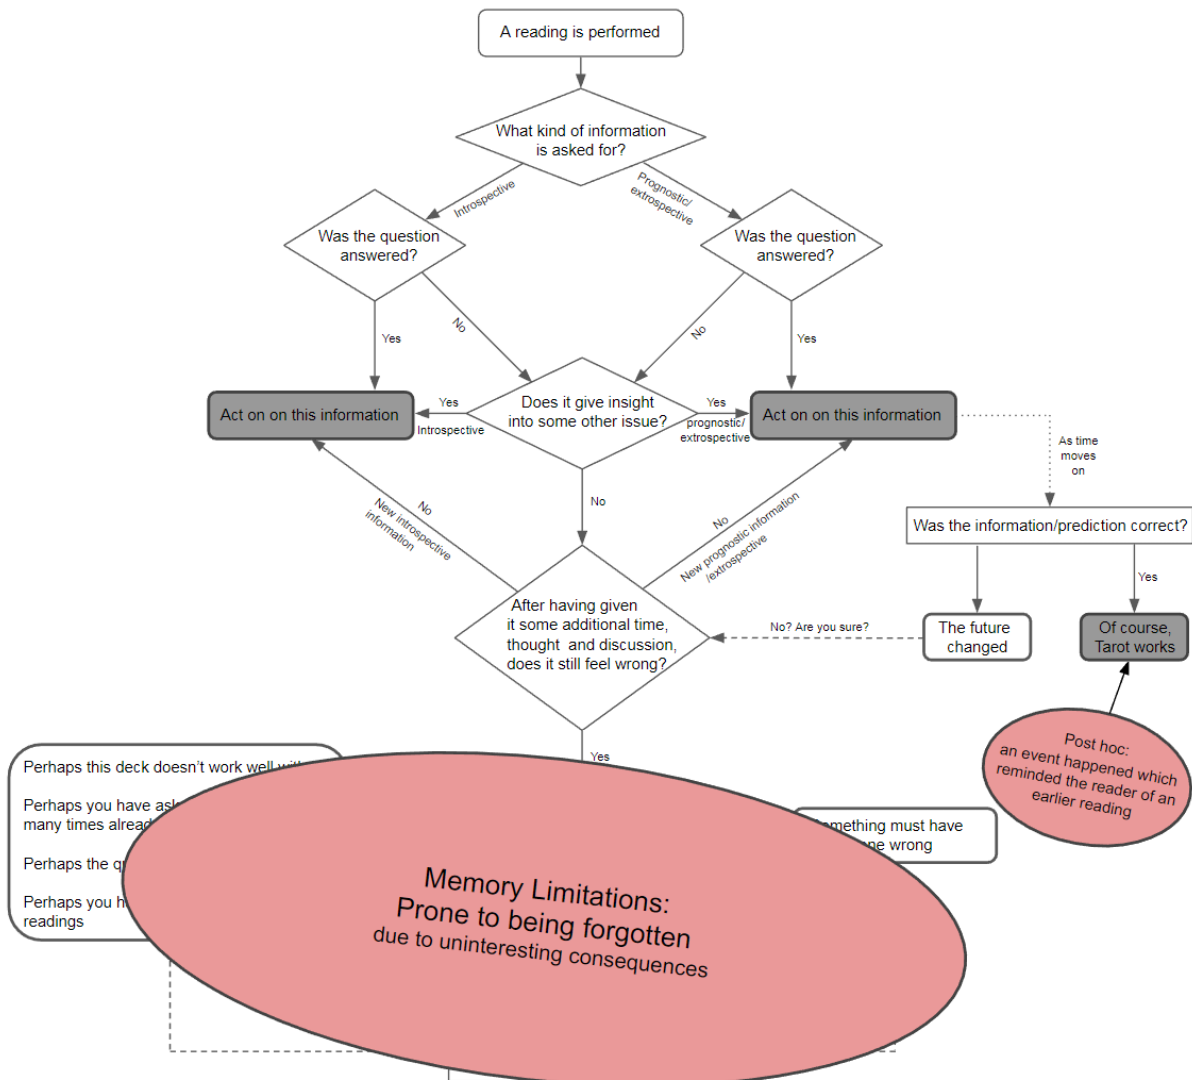 A reading is performed
What kind of information
is asked for?
Introspective
Prognostic/
extrospective
Was the question
answered?
Was the question
answered?
Yes
No
No
Yes
Act on on this information
Yes
Introspective
Does it give insight
into some other issue?
Yes
prognostic/
extrospective
Act on on this information
As time
moves
on
No
New introspective
information
No
No
New prognostic information
/extrospective
Was the information/prediction correct?
Yes
After having given
it some additional time,
thought and discussion,
does it still feel wrong?
No? Are you sure?
The future
changed
Of course,
Tarot works
Yes
Post hoc:
an event happened which
reminded the reader of an
earlier reading
Perhaps this deck doesn't work well
Perhaps you have
many times
Perhaps the
Perhaps you
readings
must have
wrong
Memory Limitations:
Prone to being forgotten
due to uninteresting consequences